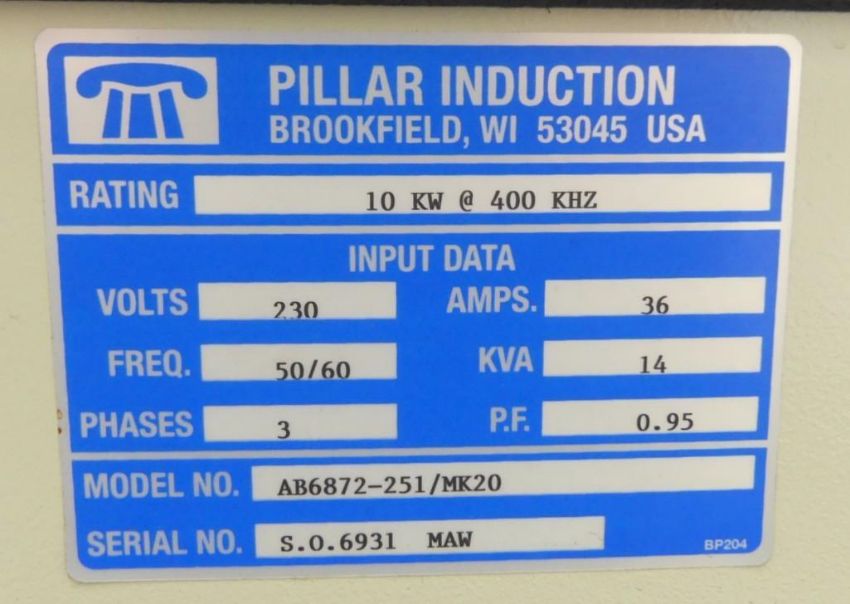 PILLAR INDUCTION
BROOKFIELD, WI 53045 USA
RATING 10 KW @ 400 KHZ
INPUT DATA
VOLTS 230 AMPS. 36
FREQ. 50/60 KVA 14
PHASES 3 P.F. 0.95
MODEL NO. AB6872-251/MK20
SERIAL NO. S.O.6931 MAW
BP204